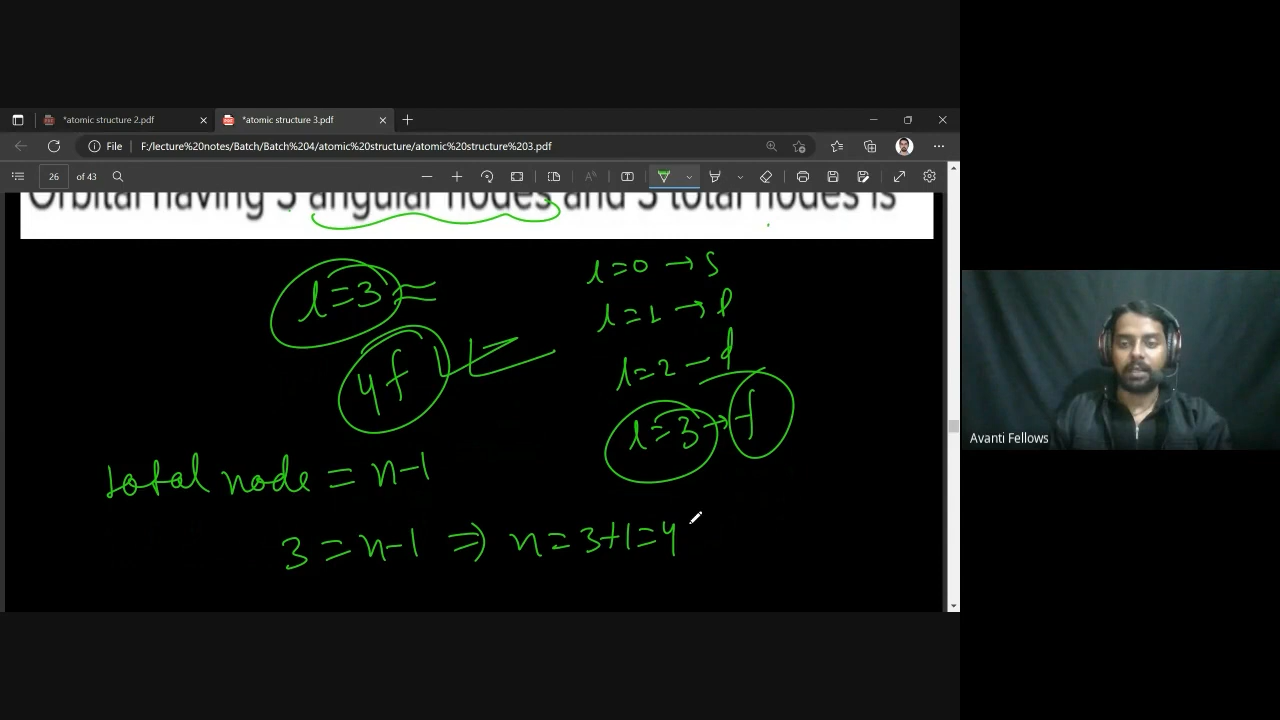 *atomic structure 2.pdf
*atomic structure 3.pdf
File F:/lecture%20notes/Batch/Batch%204/atomic%20structure/atomic%20structure%203.pdf
26 of 43
Orbital having 3 angular nodes and 3 total nodes is
l=3
l=0 → s
l=1 → p
4f
l=2 – d
l=3 → f
total node = n-1
3 = n-1 ⇒ n = 3+1 = 4
Avanti Fellows